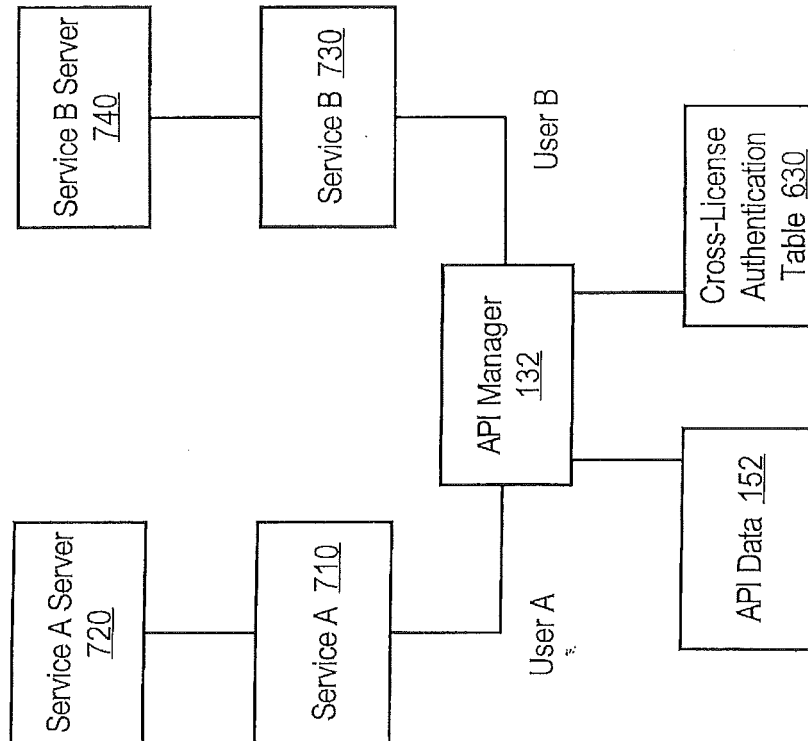 Service A Server
720
Service B Server
740
Service A 710
Service B 730
User A
API Manager
132
User B
API Data 152
Cross-License
Authentication
Table 630